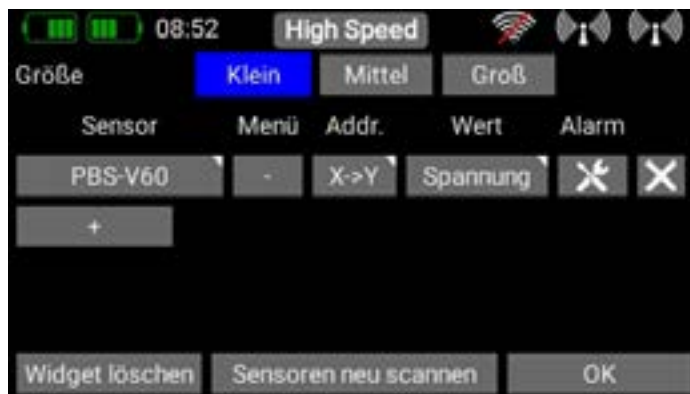 08:52 High Speed
Größe Klein Mittel Groß
Sensor Menü Addr. Wert Alarm
PBS-V60 - X->Y Spannung
+
Widget löschen Sensoren neu scannen OK